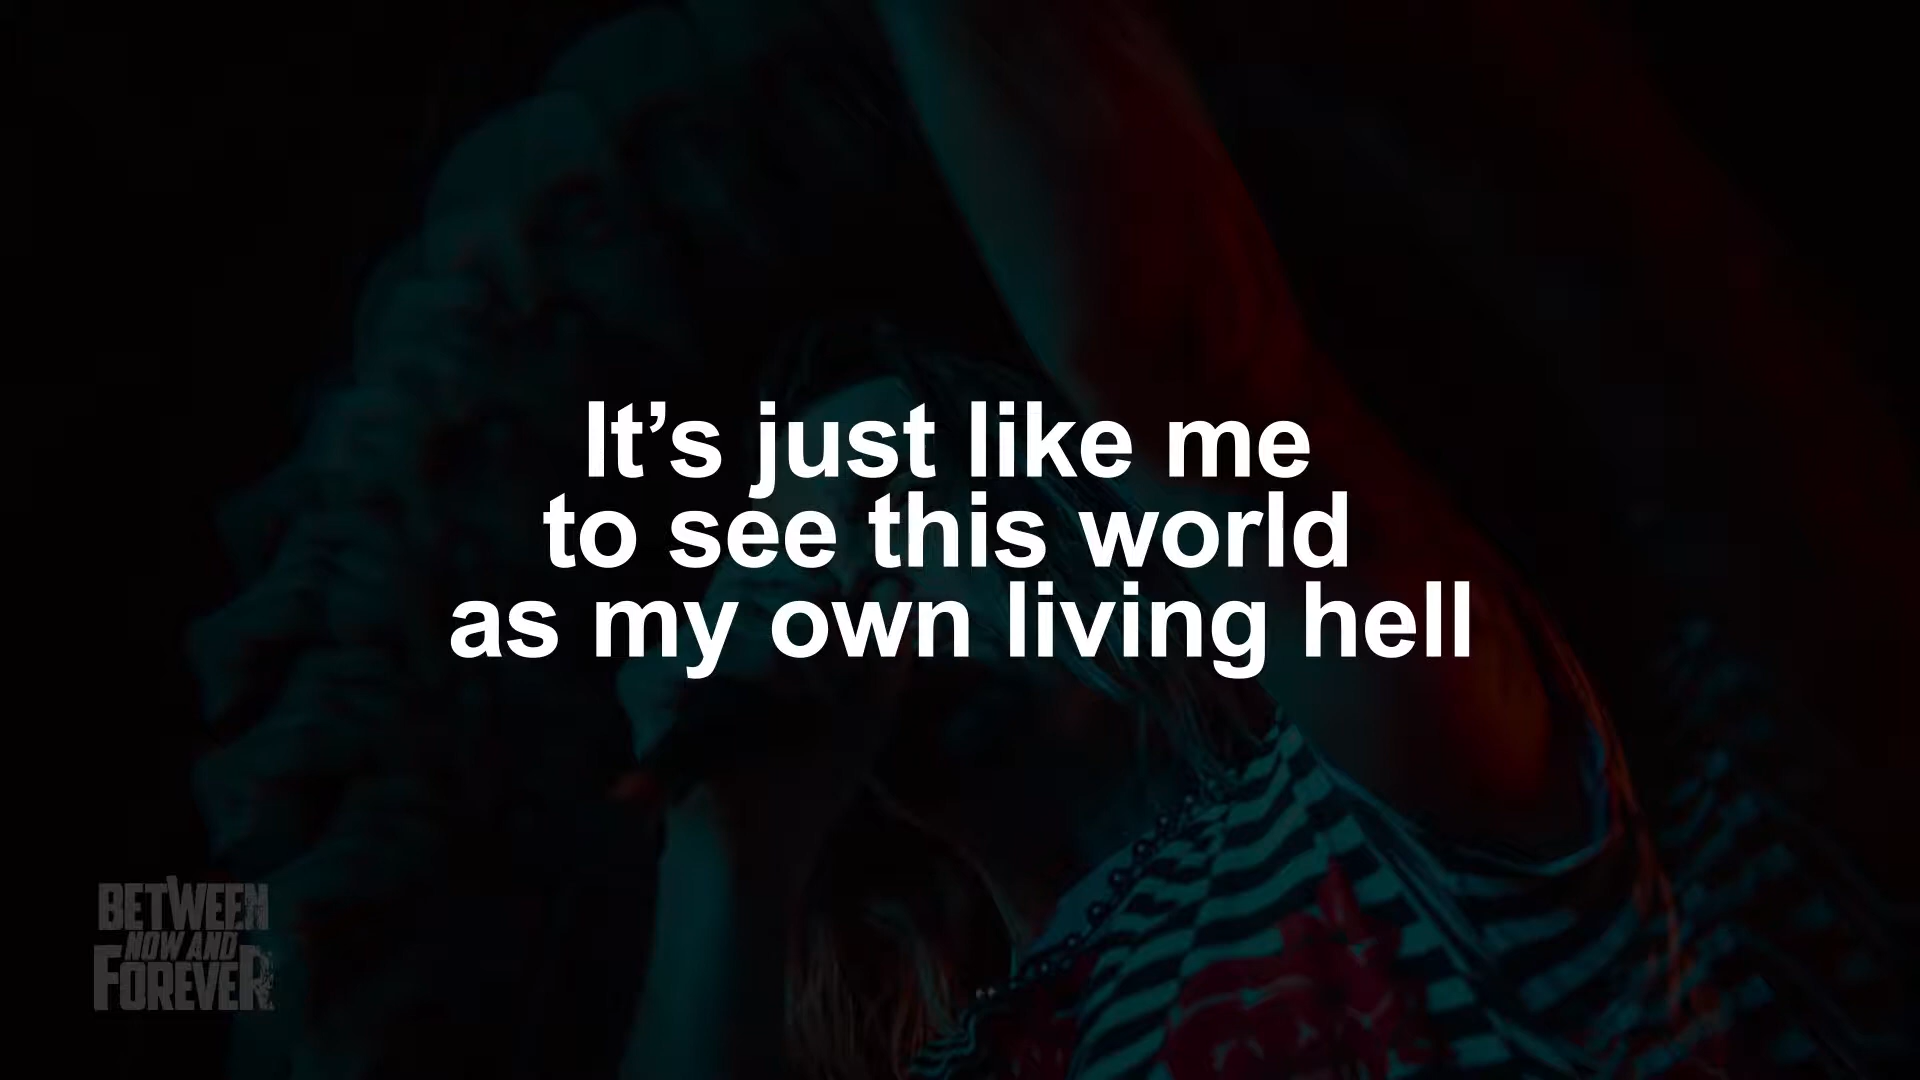 It’s just like me
to see this world
as my own living hell
BETWEEN
NOW AND
FOREVER